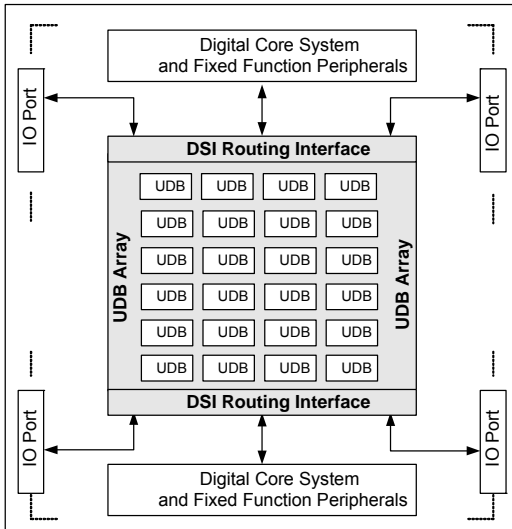 Digital Core System
and Fixed Function Peripherals
IO Port
IO Port
DSI Routing Interface
UDB Array
UDB Array
UDB UDB UDB UDB
UDB UDB UDB UDB
UDB UDB UDB UDB
UDB UDB UDB UDB
UDB UDB UDB UDB
UDB UDB UDB UDB
DSI Routing Interface
IO Port
IO Port
Digital Core System
and Fixed Function Peripherals